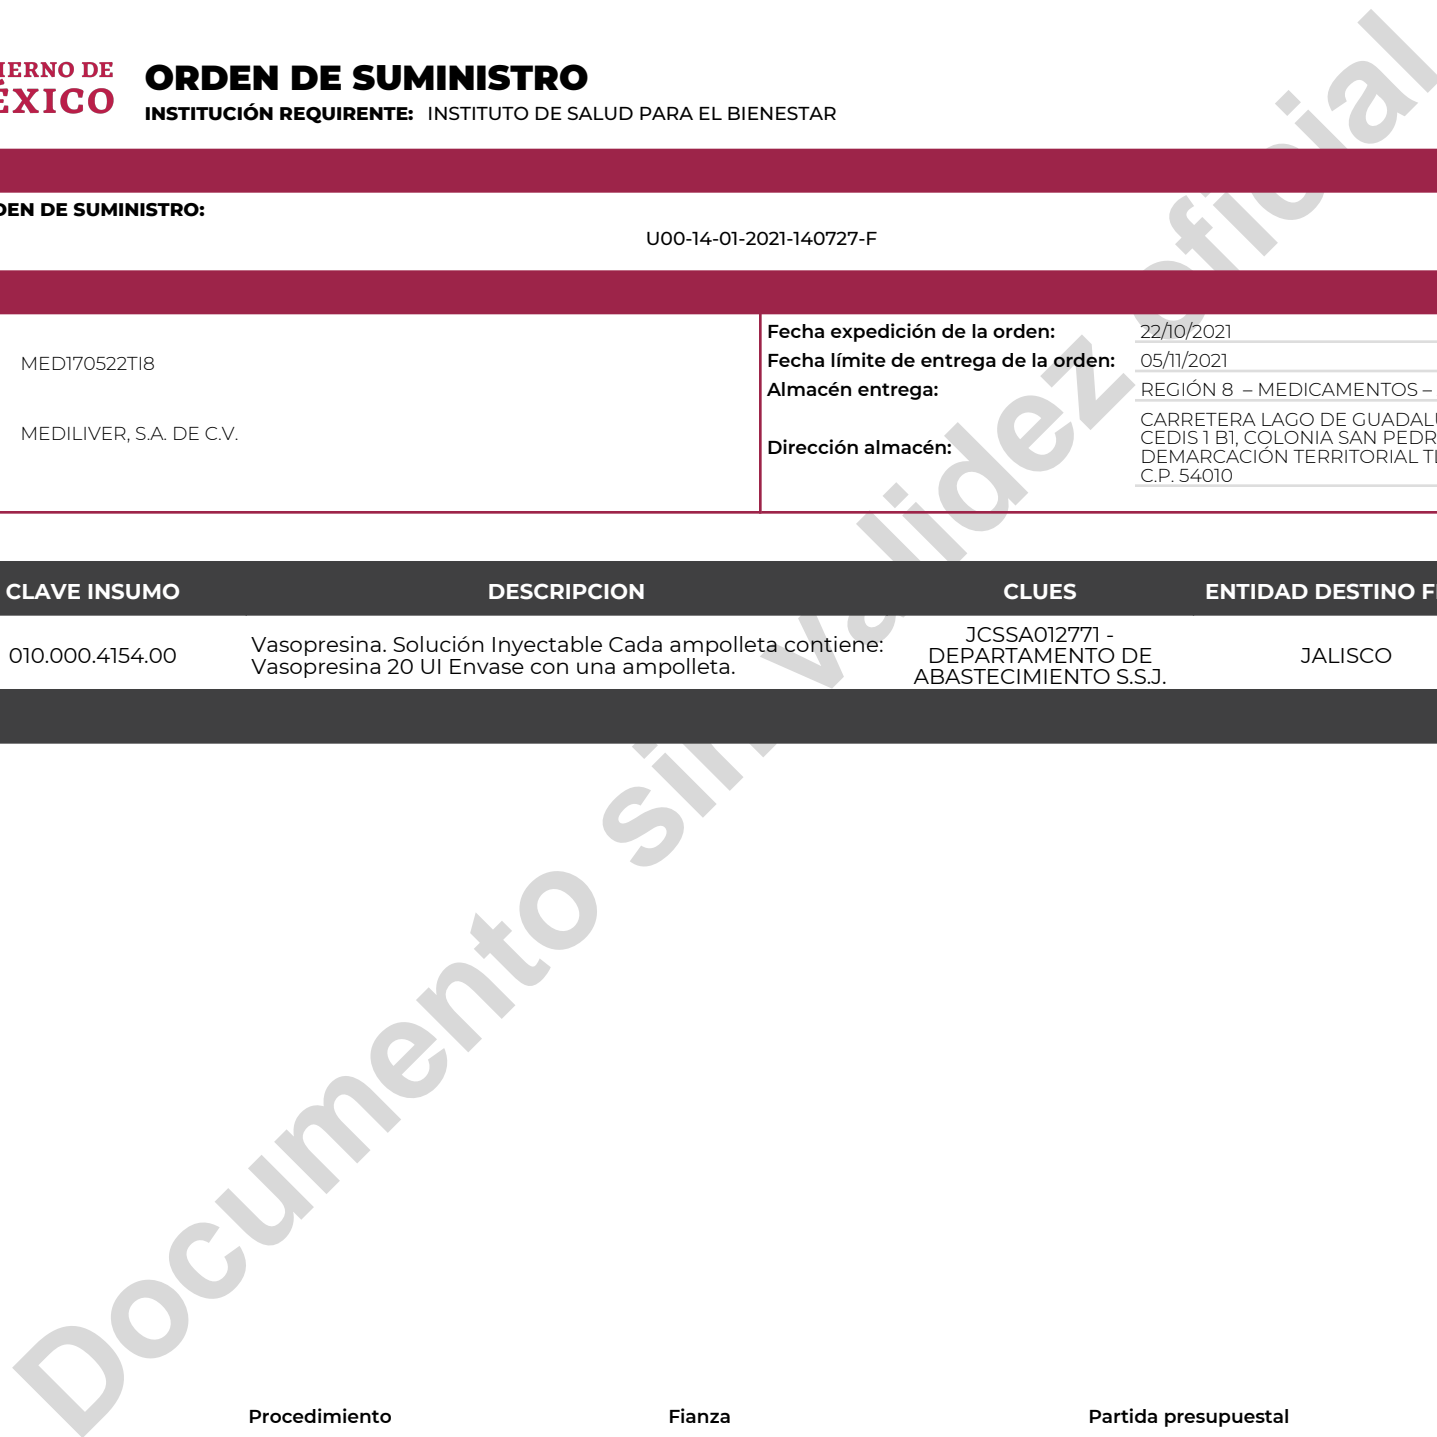 IERNO DE
ÉXICO
ORDEN DE SUMINISTRO
INSTITUCIÓN REQUIRENTE: INSTITUTO DE SALUD PARA EL BIENESTAR
DEN DE SUMINISTRO:
U00-14-01-2021-140727-F
MED170522TI8
MEDILIVER, S.A. DE C.V.
Fecha expedición de la orden: 22/10/2021
Fecha límite de entrega de la orden: 05/11/2021
Almacén entrega: REGIÓN 8 – MEDICAMENTOS –
Dirección almacén:
CARRETERA LAGO DE GUADALU
CEDIS 1 B1, COLONIA SAN PEDR
DEMARCACIÓN TERRITORIAL TL
C.P. 54010
CLAVE INSUMO DESCRIPCION CLUES ENTIDAD DESTINO FI
010.000.4154.00
Vasopresina. Solución Inyectable Cada ampolleta contiene:
Vasopresina 20 UI Envase con una ampolleta.
JCSSA012771 -
DEPARTAMENTO DE
ABASTECIMIENTO S.S.J.
JALISCO
Documento sin validez oficial
Procedimiento Fianza Partida presupuestal